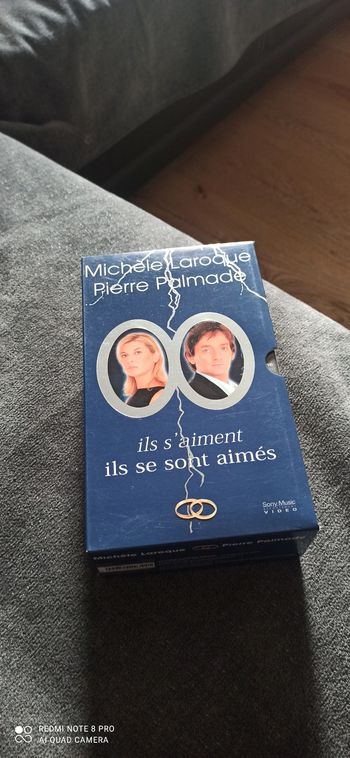 Michèle Laroque
Pierre Palmade
ils s'aiment
ils se sont aimés
Sony Music
VIDEO
Michèle Laroque Pierre Palmade
REDMI NOTE 8 PRO
AI QUAD CAMERA